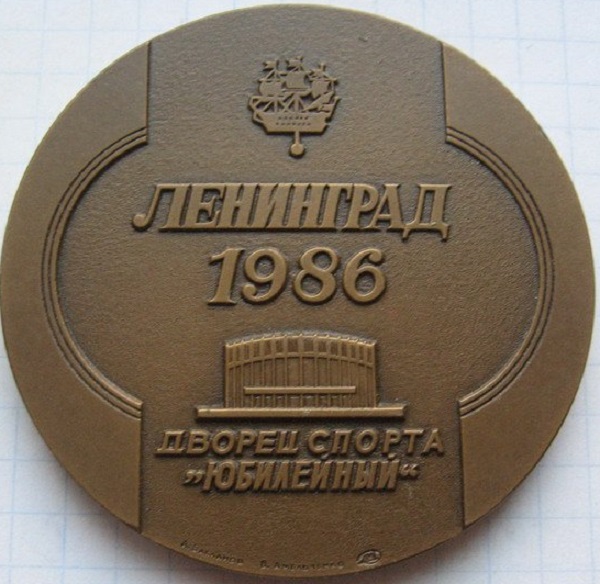 ЛЕНИНГРАД
1986
ДВОРЕЦ СПОРТА
„ЮБИЛЕЙНЫЙ“